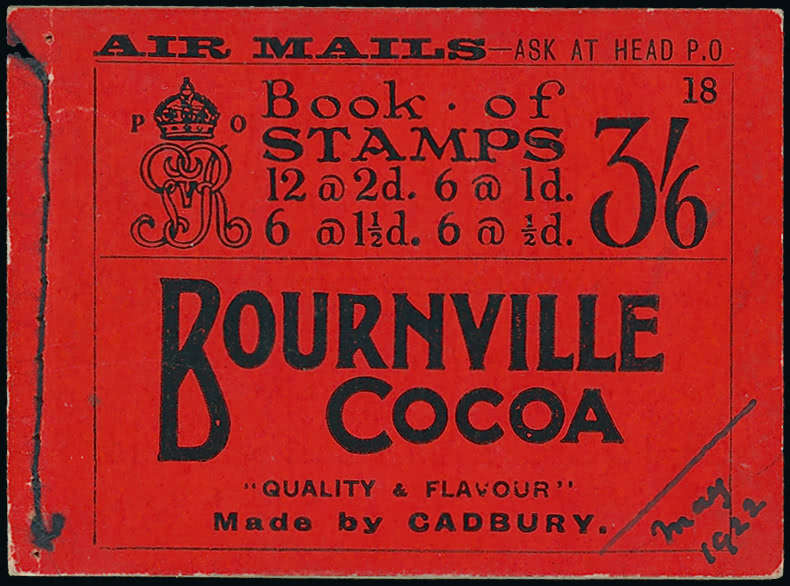 AIR MAILS—ASK AT HEAD P.O
18
P O
Book · of
STAMPS
12 @ 2d. 6 @ 1d.
6 @ 1½d. 6 @ ½d.
3/6
BOURNVILLE
COCOA
"QUALITY & FLAVOUR"
Made by CADBURY.
May
1922